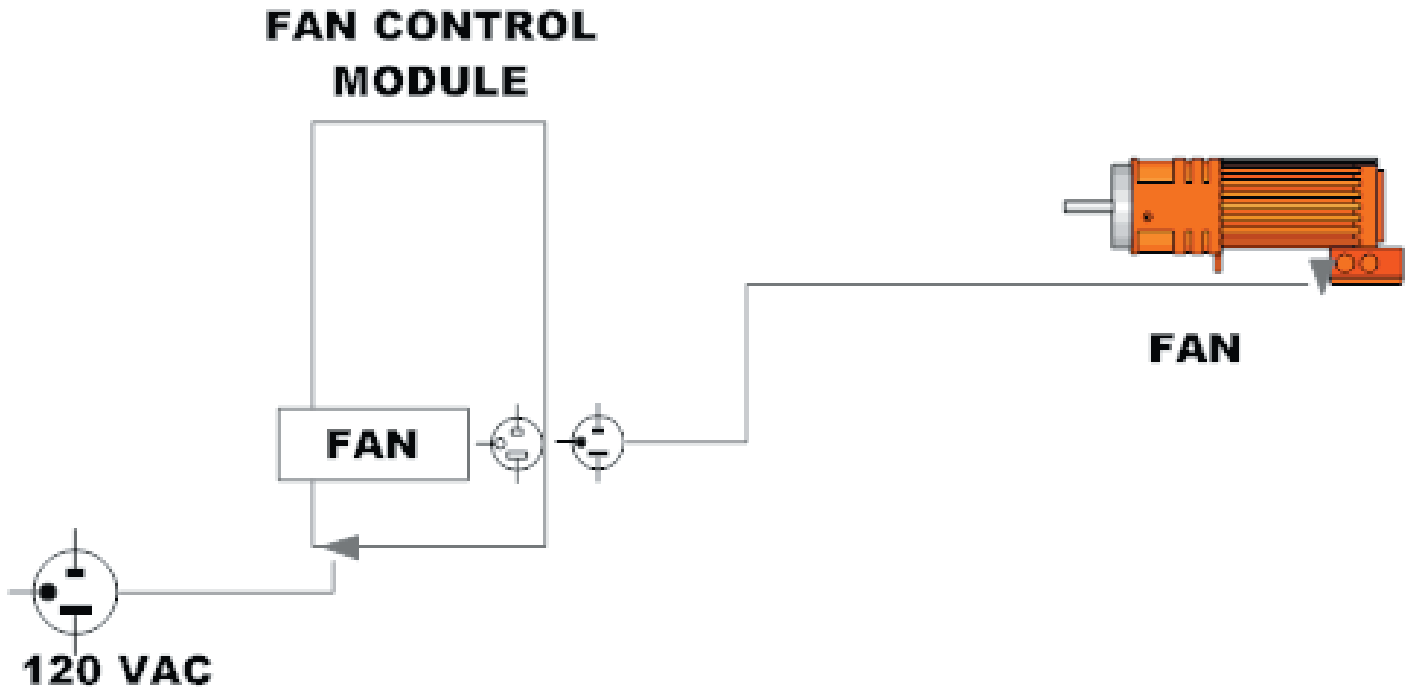 FAN CONTROL
MODULE
FAN
FAN
120 VAC